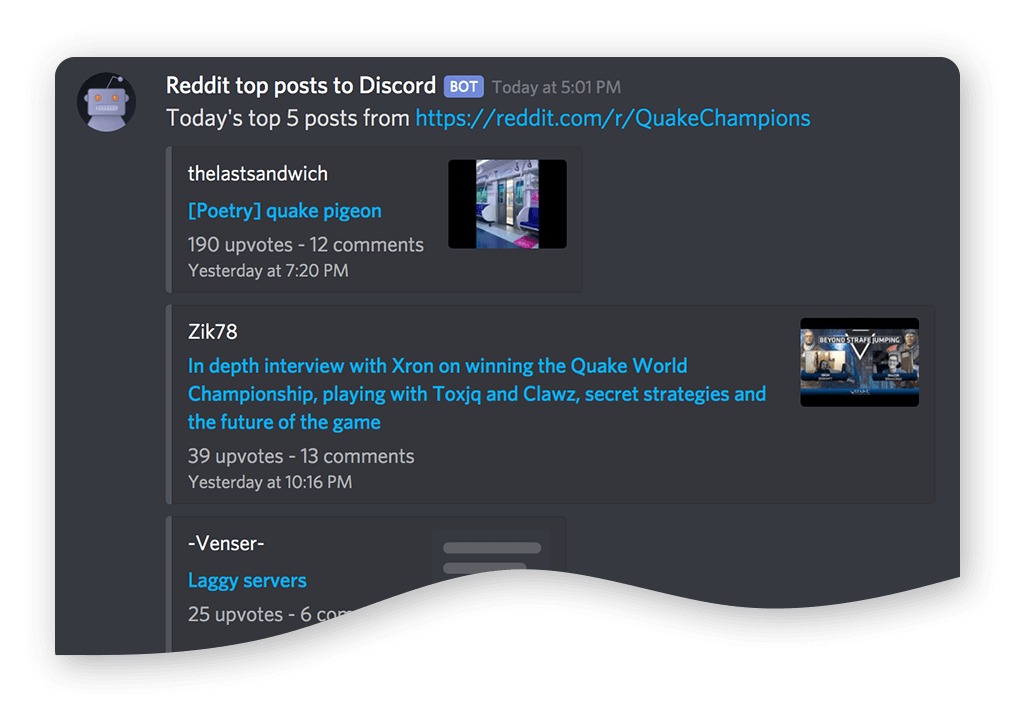 Reddit top posts to Discord BOT Today at 5:01 PM
Today's top 5 posts from https://reddit.com/r/QuakeChampions
thelastsandwich
[Poetry] quake pigeon
190 upvotes - 12 comments
Yesterday at 7:20 PM
Zik78
In depth interview with Xron on winning the Quake World
Championship, playing with Toxjq and Clawz, secret strategies and
the future of the game
39 upvotes - 13 comments
Yesterday at 10:16 PM
BEYOND STRAFE JUMPING
-Venser-
Laggy servers
25 upvotes - 6 com